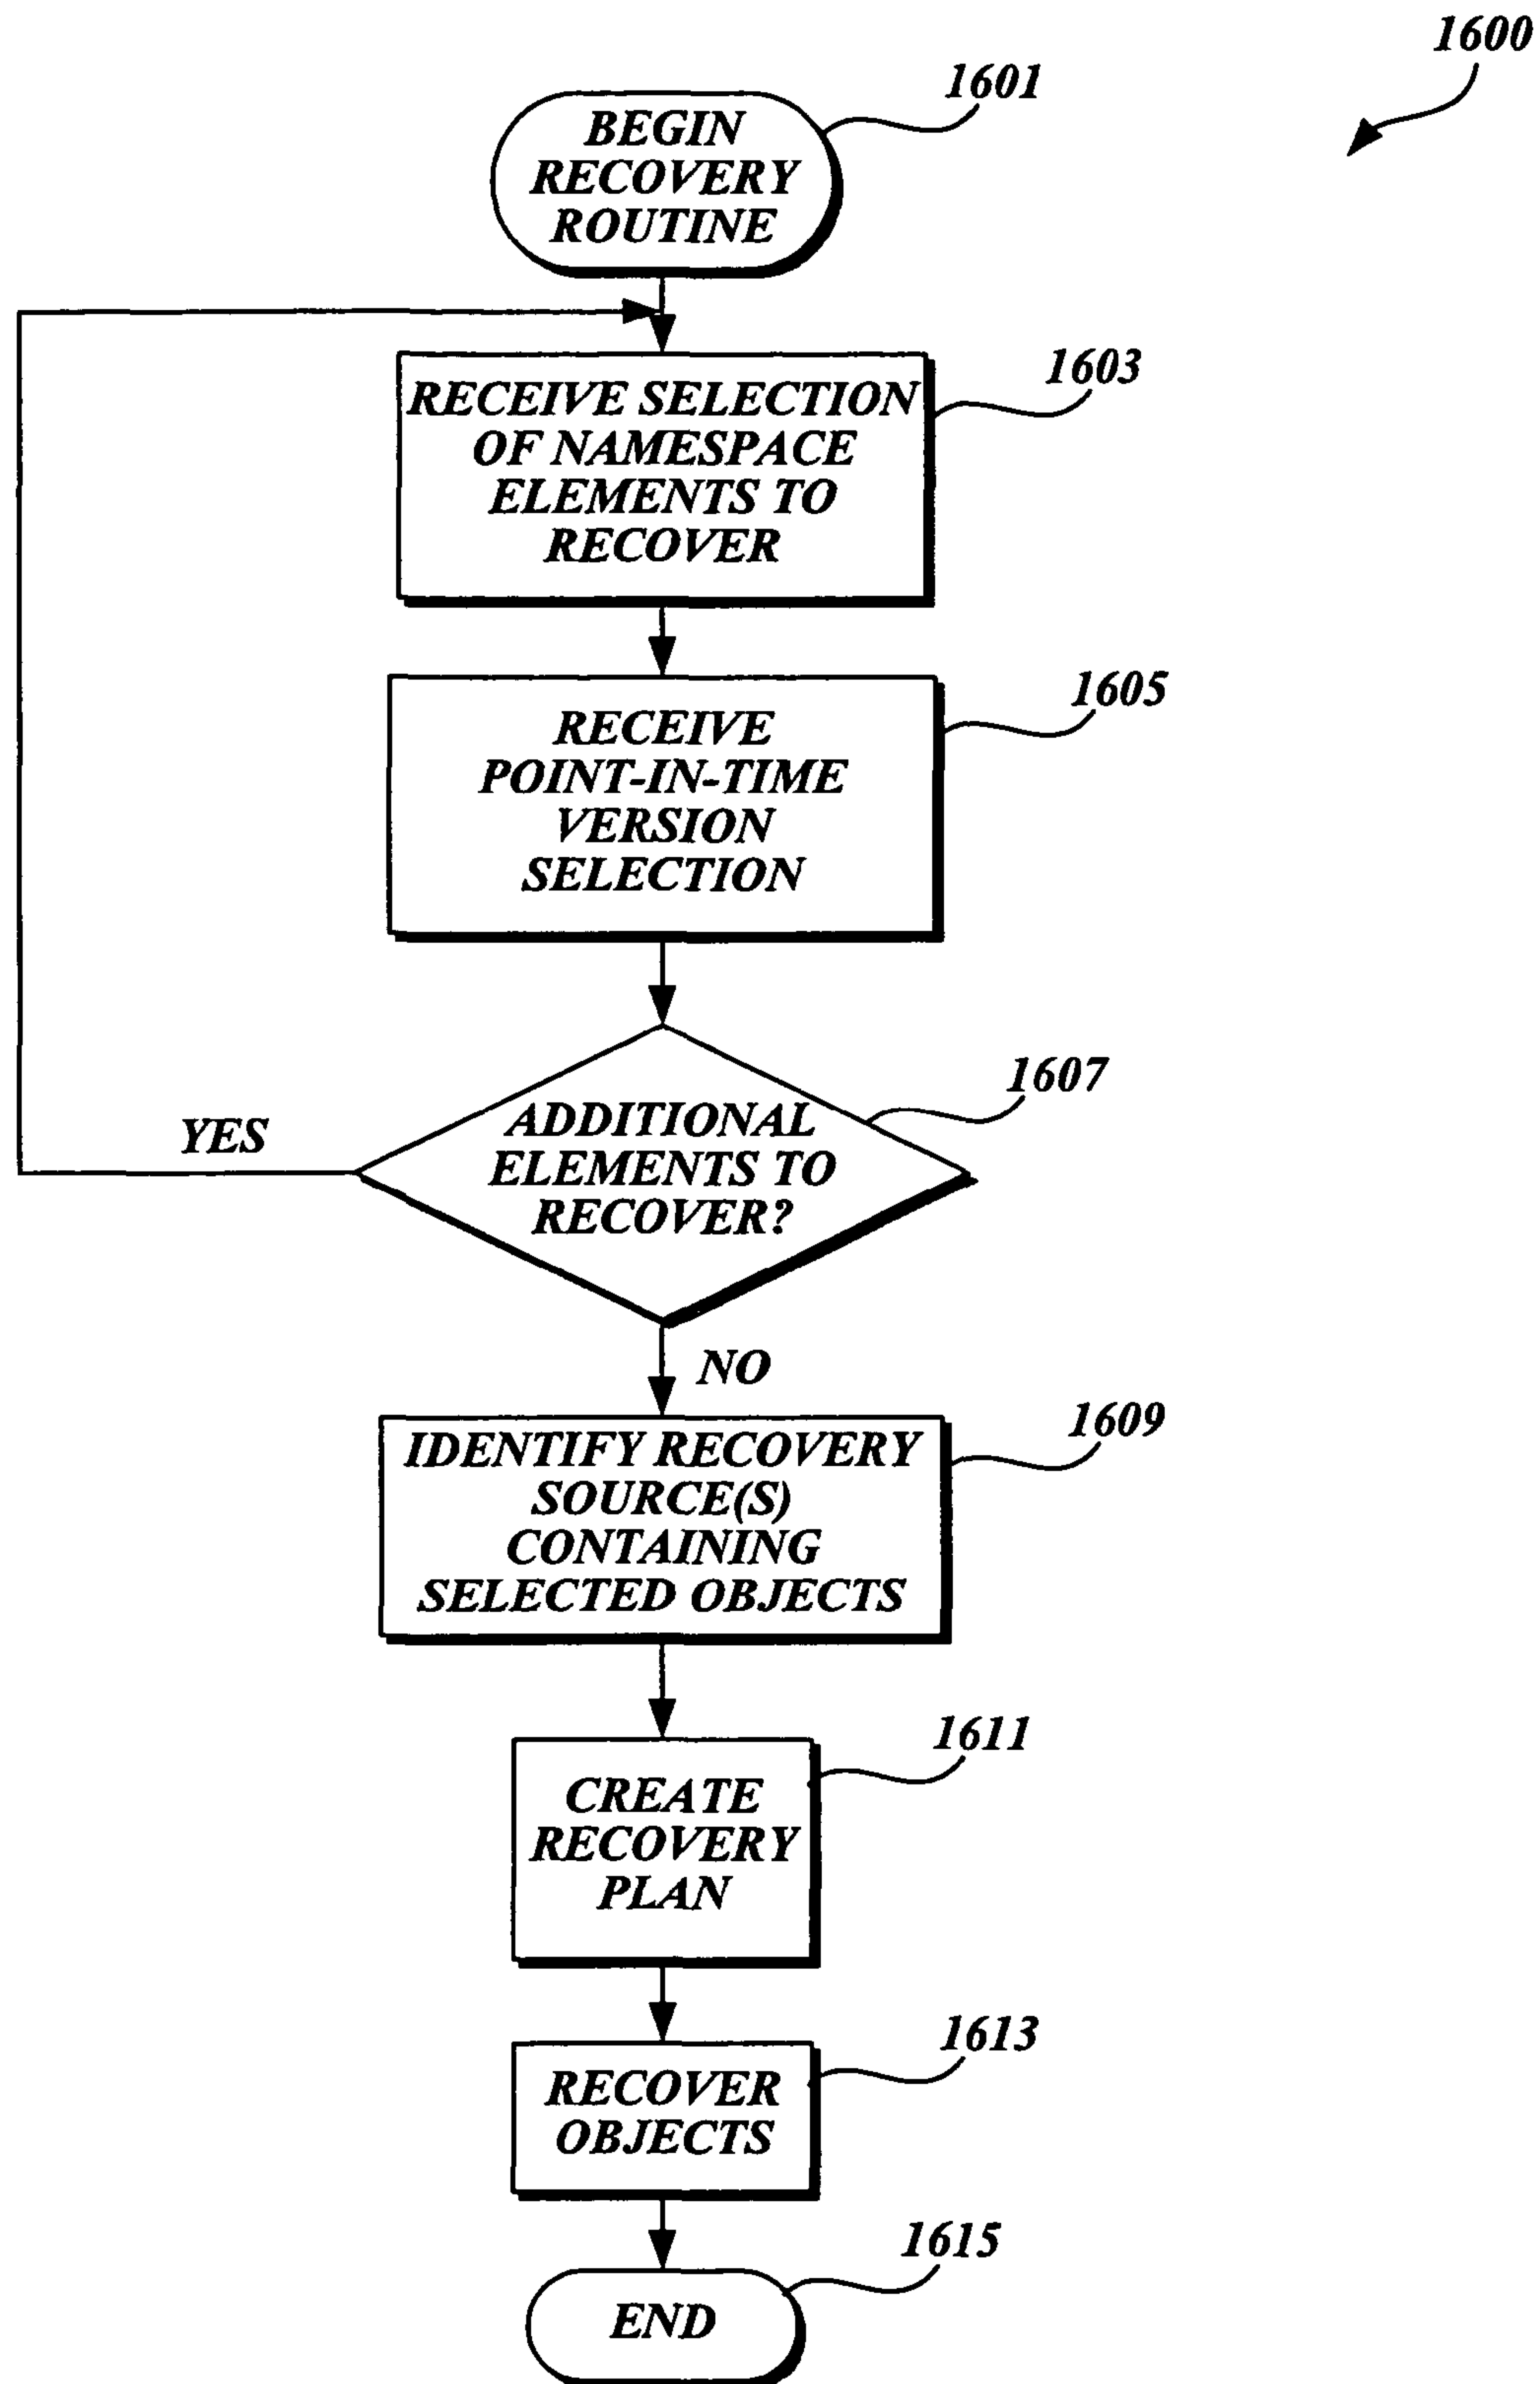 1600
1601
BEGIN
RECOVERY
ROUTINE
1603
RECEIVE SELECTION
OF NAMESPACE
ELEMENTS TO
RECOVER
1605
RECEIVE
POINT-IN-TIME
VERSION
SELECTION
1607
ADDITIONAL
ELEMENTS TO
RECOVER?
YES
NO
1609
IDENTIFY RECOVERY
SOURCE(S)
CONTAINING
SELECTED OBJECTS
1611
CREATE
RECOVERY
PLAN
1613
RECOVER
OBJECTS
1615
END